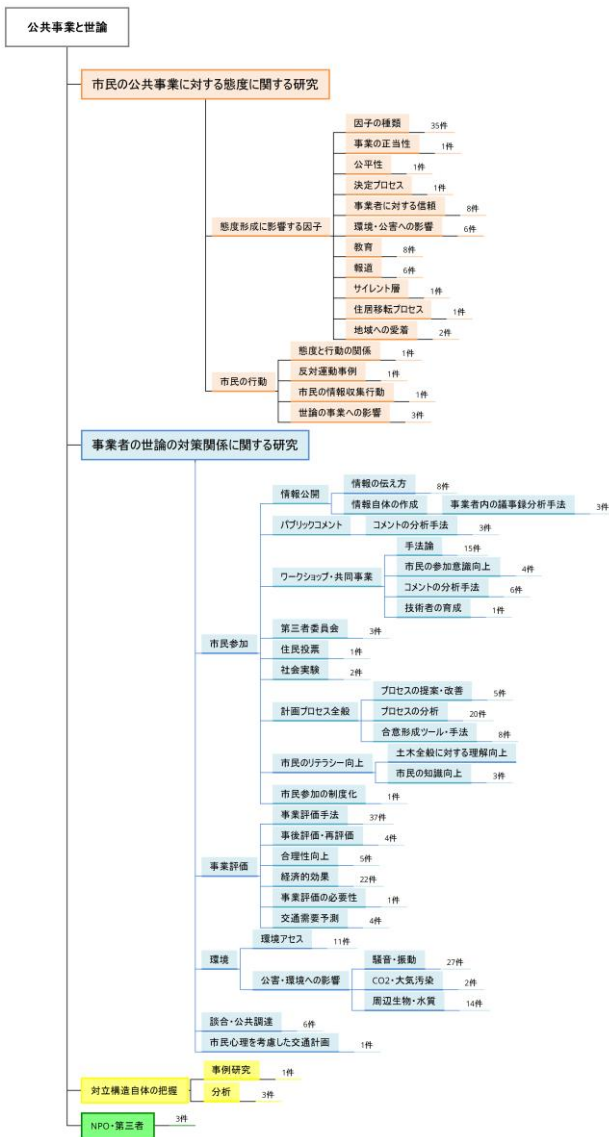 公共事業と世論
市民の公共事業に対する態度に関する研究
態度形成に影響する因子
因子の種類 35件
事業の正当性 1件
公平性 1件
決定プロセス 1件
事業者に対する信頼 8件
環境・公害への影響 6件
教育 8件
報道 6件
サイレント層 1件
住居移転プロセス 1件
地域への愛着 2件
市民の行動
態度と行動の関係 1件
反対運動事例 1件
市民の情報収集行動 1件
世論の事業への影響 3件
事業者の世論の対策関係に関する研究
市民参加
情報公開
情報の伝え方 8件
情報自体の作成 事業者内の議事録分析手法 3件
パブリックコメント コメントの分析手法 3件
ワークショップ・共同事業
手法論 15件
市民の参加意識向上 4件
コメントの分析手法 6件
技術者の育成 1件
第三者委員会 3件
住民投票 1件
社会実験 2件
計画プロセス全般
プロセスの提案・改善 5件
プロセスの分析 20件
合意形成ツール・手法 8件
市民のリテラシー向上
土木全般に対する理解向上
市民の知識向上 3件
市民参加の制度化 1件
事業評価
事業評価手法 37件
事後評価・再評価 4件
合理性向上 5件
経済的効果 22件
事業評価の必要性 1件
交通需要予測 4件
環境
環境アセス 11件
公害・環境への影響
騒音・振動 27件
CO2・大気汚染 2件
周辺生物・水質 14件
談合・公共調達 6件
市民心理を考慮した交通計画 1件
対立構造自体の把握
事例研究 1件
分析 3件
NPO・第三者 3件